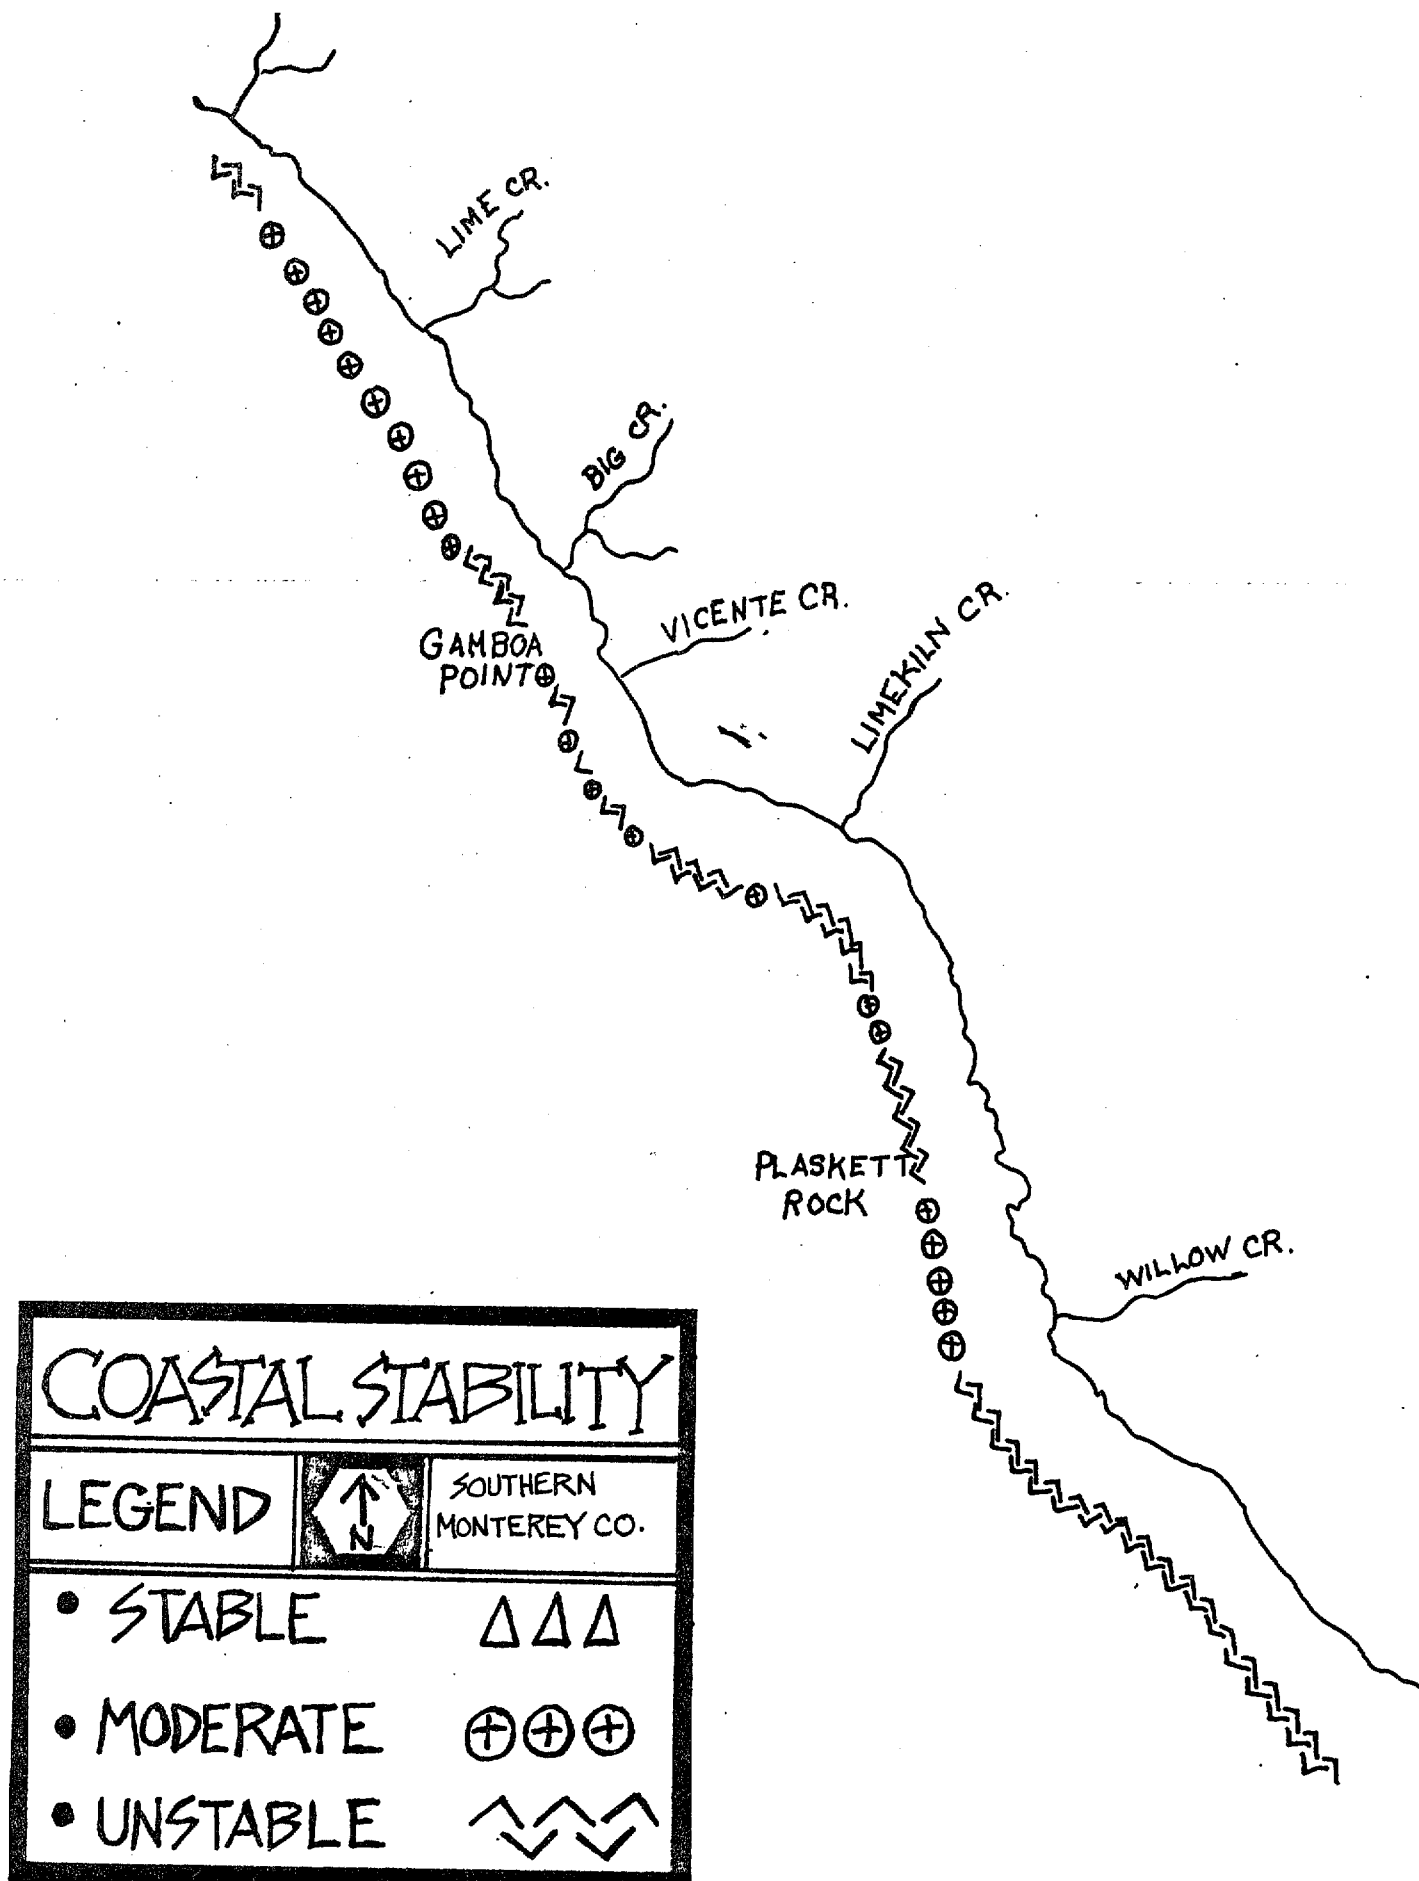 LIME CR.
BIG CR.
VICENTE CR.
LIMEKILN CR.
GAMBOA
POINT
PLASKETT
ROCK
WILLOW CR.
COASTAL STABILITY
LEGEND
N
SOUTHERN
MONTEREY CO.
• STABLE
• MODERATE
• UNSTABLE